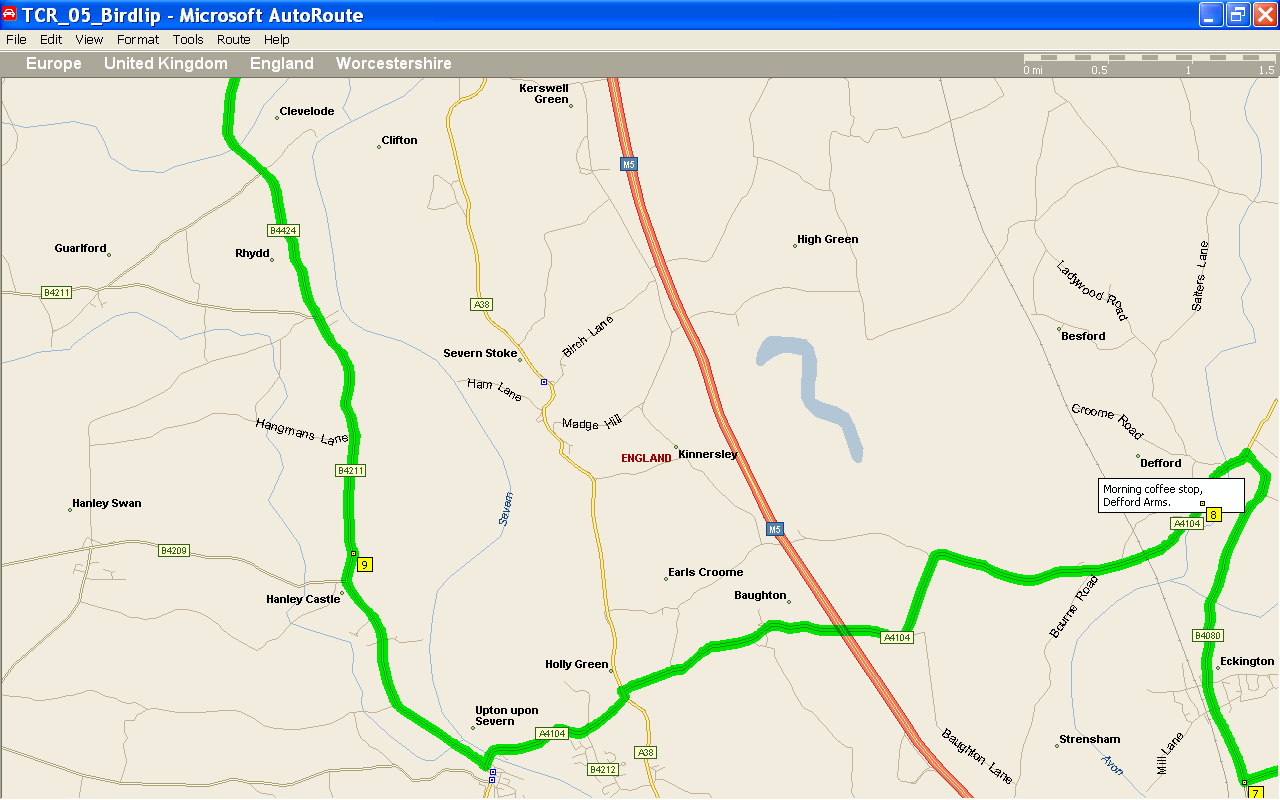 TCR_05_Birdlip - Microsoft AutoRoute
File Edit View Format Tools Route Help
Europe United Kingdom England Worcestershire
0 mi 0.5 1 1.5
Kerswell
Green
Clevelode
Clifton
M5
B4424
Guarlford
Rhydd
High Green
Satters Lane
Ladywood Road
B4211
A38
Birch Lane
Besford
Severn Stoke
Ham Lane
Madge Hill
Croome Road
Hangmans Lane
ENGLAND
Kinnersley
Defford
B4211
Morning coffee stop,
Defford Arms.
8
Hanley Swan
Severn
A4104
M5
B4209
9
Earls Croome
Hanley Castle
Baughton
Bourne Road
A4104
B4080
Holly Green
Eckington
Upton upon
Severn
A4104
A38
Baughton Lane
Strensham
Mill Lane
Avon
B4212
7